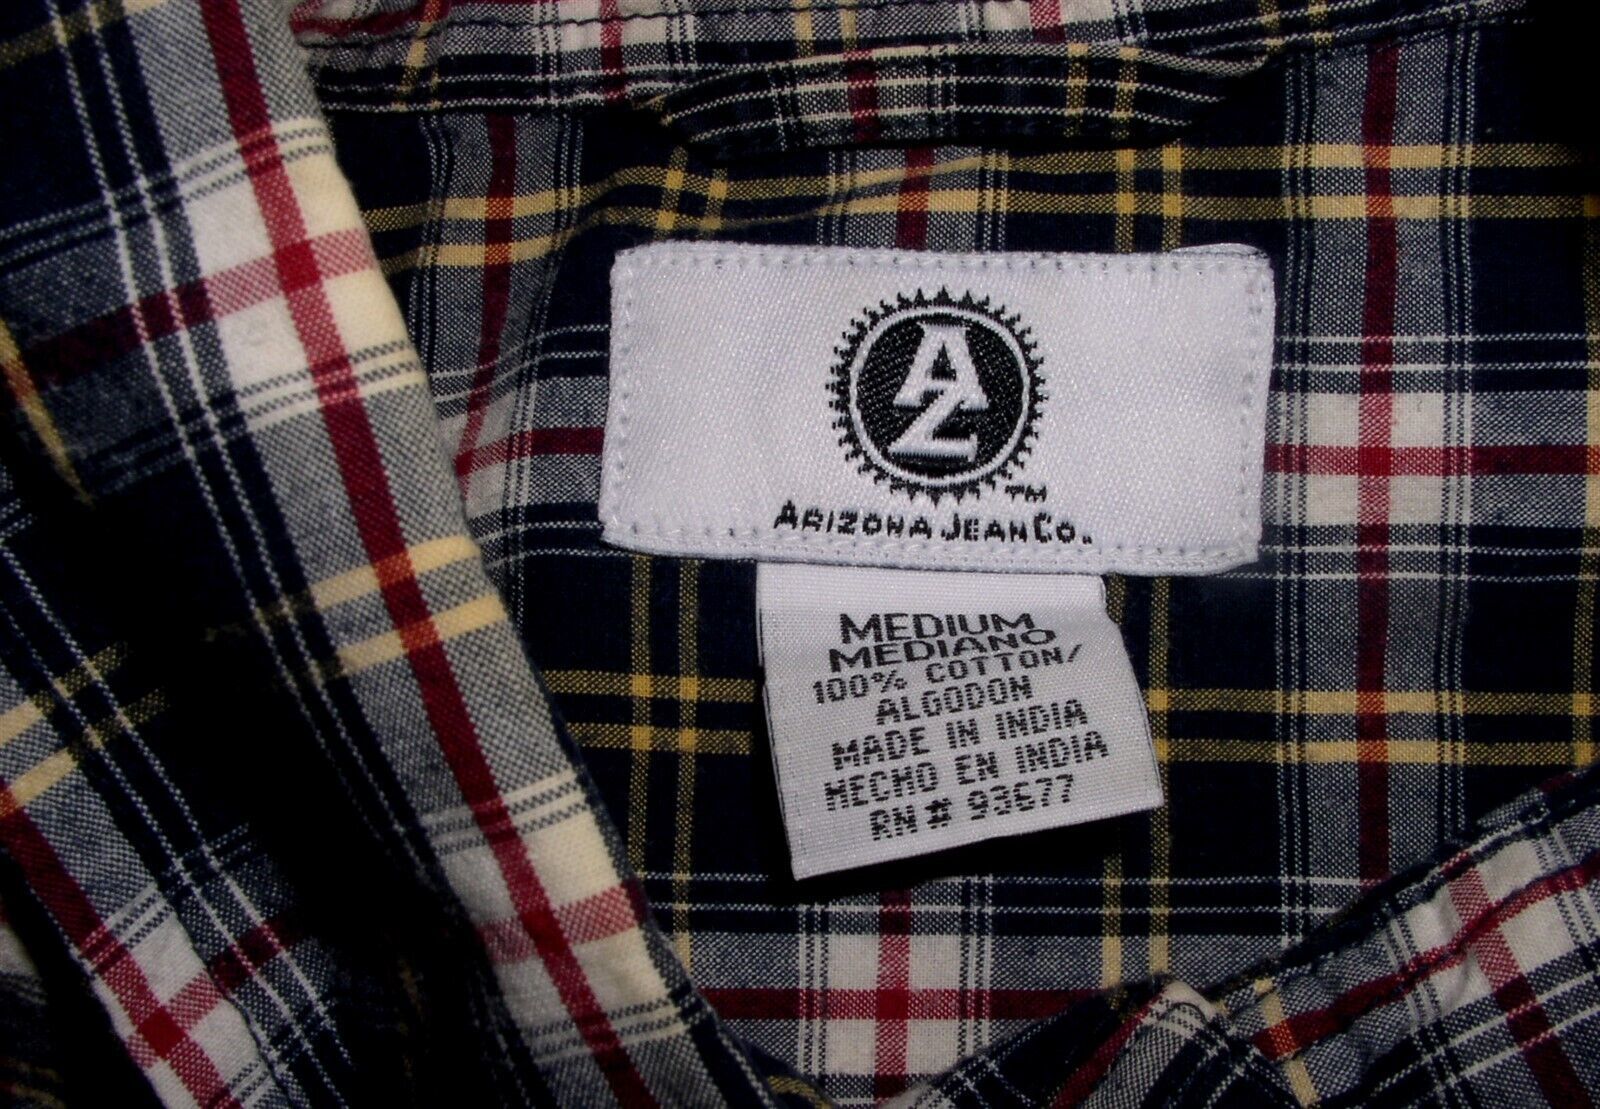 AZ
TM
ARIZONA JEAN CO.
MEDIUM
MEDIANO
100% COTTON/
ALGODON
MADE IN INDIA
HECHO EN INDIA
RN# 93677